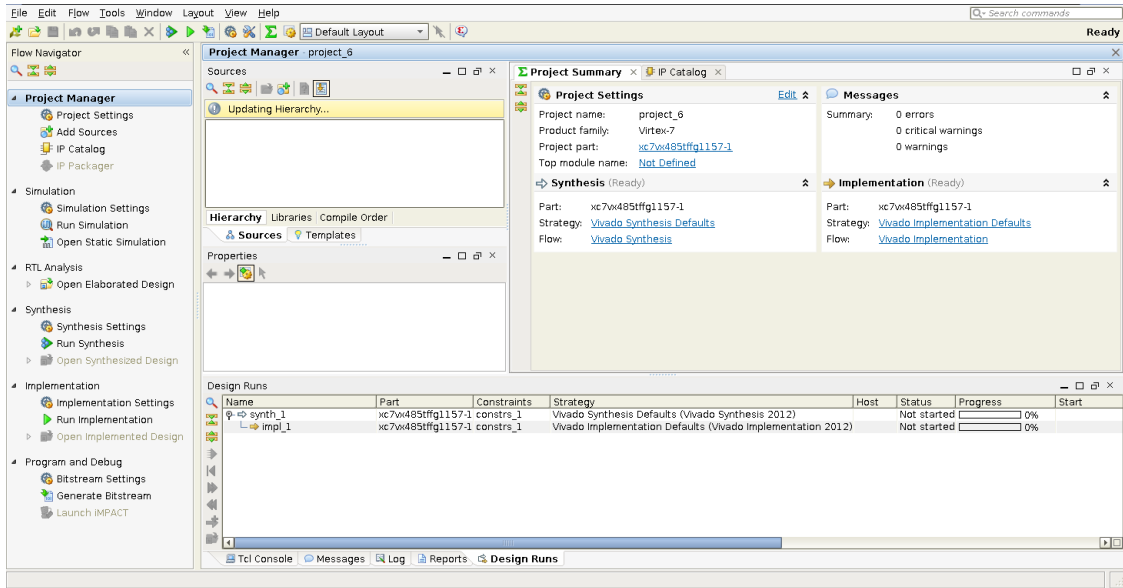 File Edit Flow Tools Window Layout View Help
Q- Search commands
Default Layout
Ready
Flow Navigator
Project Manager
Project Settings
Add Sources
IP Catalog
IP Packager
Simulation
Simulation Settings
Run Simulation
Open Static Simulation
RTL Analysis
Open Elaborated Design
Synthesis
Synthesis Settings
Run Synthesis
Open Synthesized Design
Implementation
Implementation Settings
Run Implementation
Open Implemented Design
Program and Debug
Bitstream Settings
Generate Bitstream
Launch iMPACT
Project Manager - project_6
Sources
Updating Hierarchy...
Hierarchy Libraries Compile Order
Sources Templates
Properties
Project Summary IP Catalog
Project Settings Edit
Project name: project_6
Product family: Virtex-7
Project part: xc7vx485tffg1157-1
Top module name: Not Defined
Messages
Summary: 0 errors
0 critical warnings
0 warnings
Synthesis (Ready)
Part: xc7vx485tffg1157-1
Strategy: Vivado Synthesis Defaults
Flow: Vivado Synthesis
Implementation (Ready)
Part: xc7vx485tffg1157-1
Strategy: Vivado Implementation Defaults
Flow: Vivado Implementation
Design Runs
Name Part Constraints Strategy Host Status Progress Start
synth_1 xc7vx485tffg1157-1 constrs_1 Vivado Synthesis Defaults (Vivado Synthesis 2012) Not started 0%
impl_1 xc7vx485tffg1157-1 constrs_1 Vivado Implementation Defaults (Vivado Implementation 2012) Not started 0%
Tcl Console Messages Log Reports Design Runs